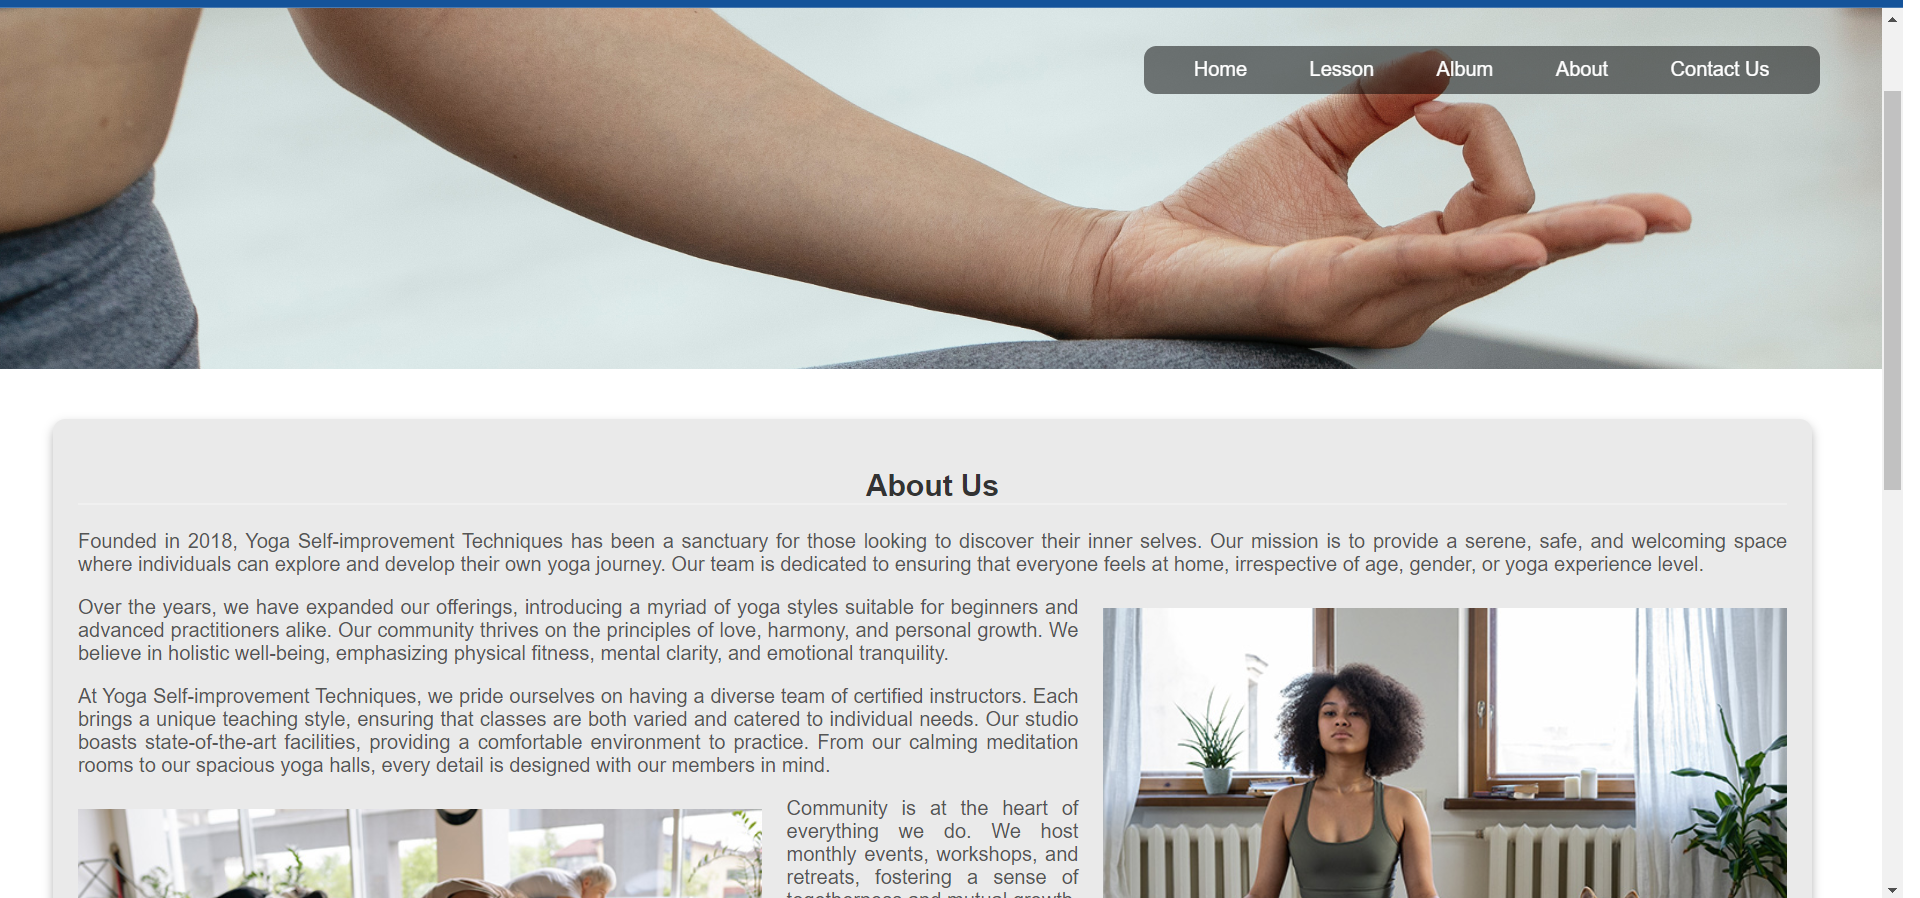 Home Lesson Album About Contact Us
About Us
Founded in 2018, Yoga Self-improvement Techniques has been a sanctuary for those looking to discover their inner selves. Our mission is to provide a serene, safe, and welcoming space
where individuals can explore and develop their own yoga journey. Our team is dedicated to ensuring that everyone feels at home, irrespective of age, gender, or yoga experience level.
Over the years, we have expanded our offerings, introducing a myriad of yoga styles suitable for beginners and
advanced practitioners alike. Our community thrives on the principles of love, harmony, and personal growth. We
believe in holistic well-being, emphasizing physical fitness, mental clarity, and emotional tranquility.
At Yoga Self-improvement Techniques, we pride ourselves on having a diverse team of certified instructors. Each
brings a unique teaching style, ensuring that classes are both varied and catered to individual needs. Our studio
boasts state-of-the-art facilities, providing a comfortable environment to practice. From our calming meditation
rooms to our spacious yoga halls, every detail is designed with our members in mind.
Community is at the heart of
everything we do. We host
monthly events, workshops, and
retreats, fostering a sense of
togetherness and mutual growth.